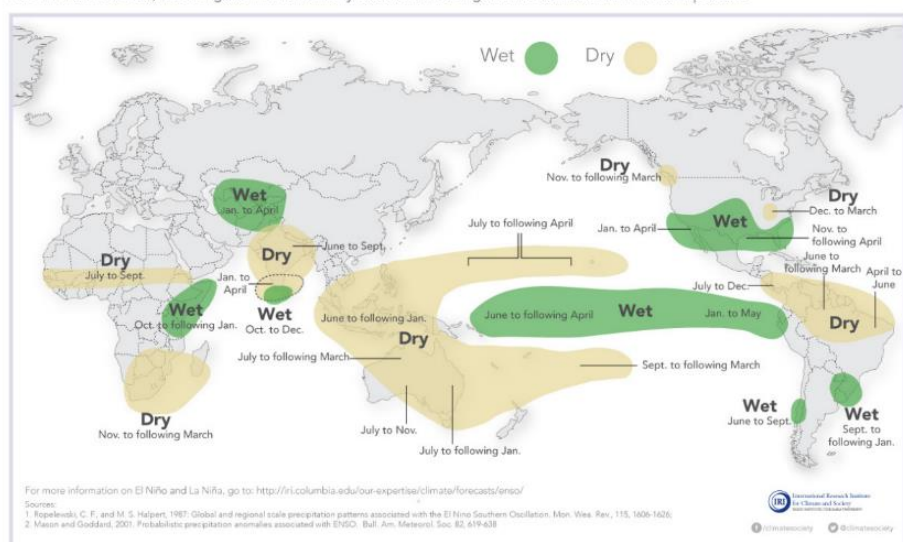 Wet
Dry
Dry
Nov. to following March
Dry
Dec. to March
Wet
Jan. to April
Wet
Nov. to
following April
Wet
Jan. to April
July to following April
Dry
June to Sept.
Dry
July to Sept.
Jan. to
April
June to
following March
July to Dec.
April to
June
Wet
Oct. to following Jan.
Wet
Oct. to Dec.
June to following Jan.
Dry
June to following April
Wet
Jan. to May
Dry
July to following March
Sept. to following March
Dry
Nov. to following March
July to Nov.
July to following Jan.
Wet
June to Sept.
Wet
Sept. to
following Jan.
For more information on El Niño and La Niña, go to: http://iri.columbia.edu/our-expertise/climate/forecasts/enso/
Sources:
1. Ropelewski, C. F., and M. S. Halpert, 1987: Global and regional scale precipitation patterns associated with the El Nino Southern Oscillation. Mon. Wea. Rev., 115, 1606-1626;
2. Mason and Goddard, 2001. Probabilistic precipitation anomalies associated with ENSO. Bull. Am. Meteorol. Soc. 82, 619-638
IRI
International Research Institute
for Climate and Society
/climatesociety
@climatesociety